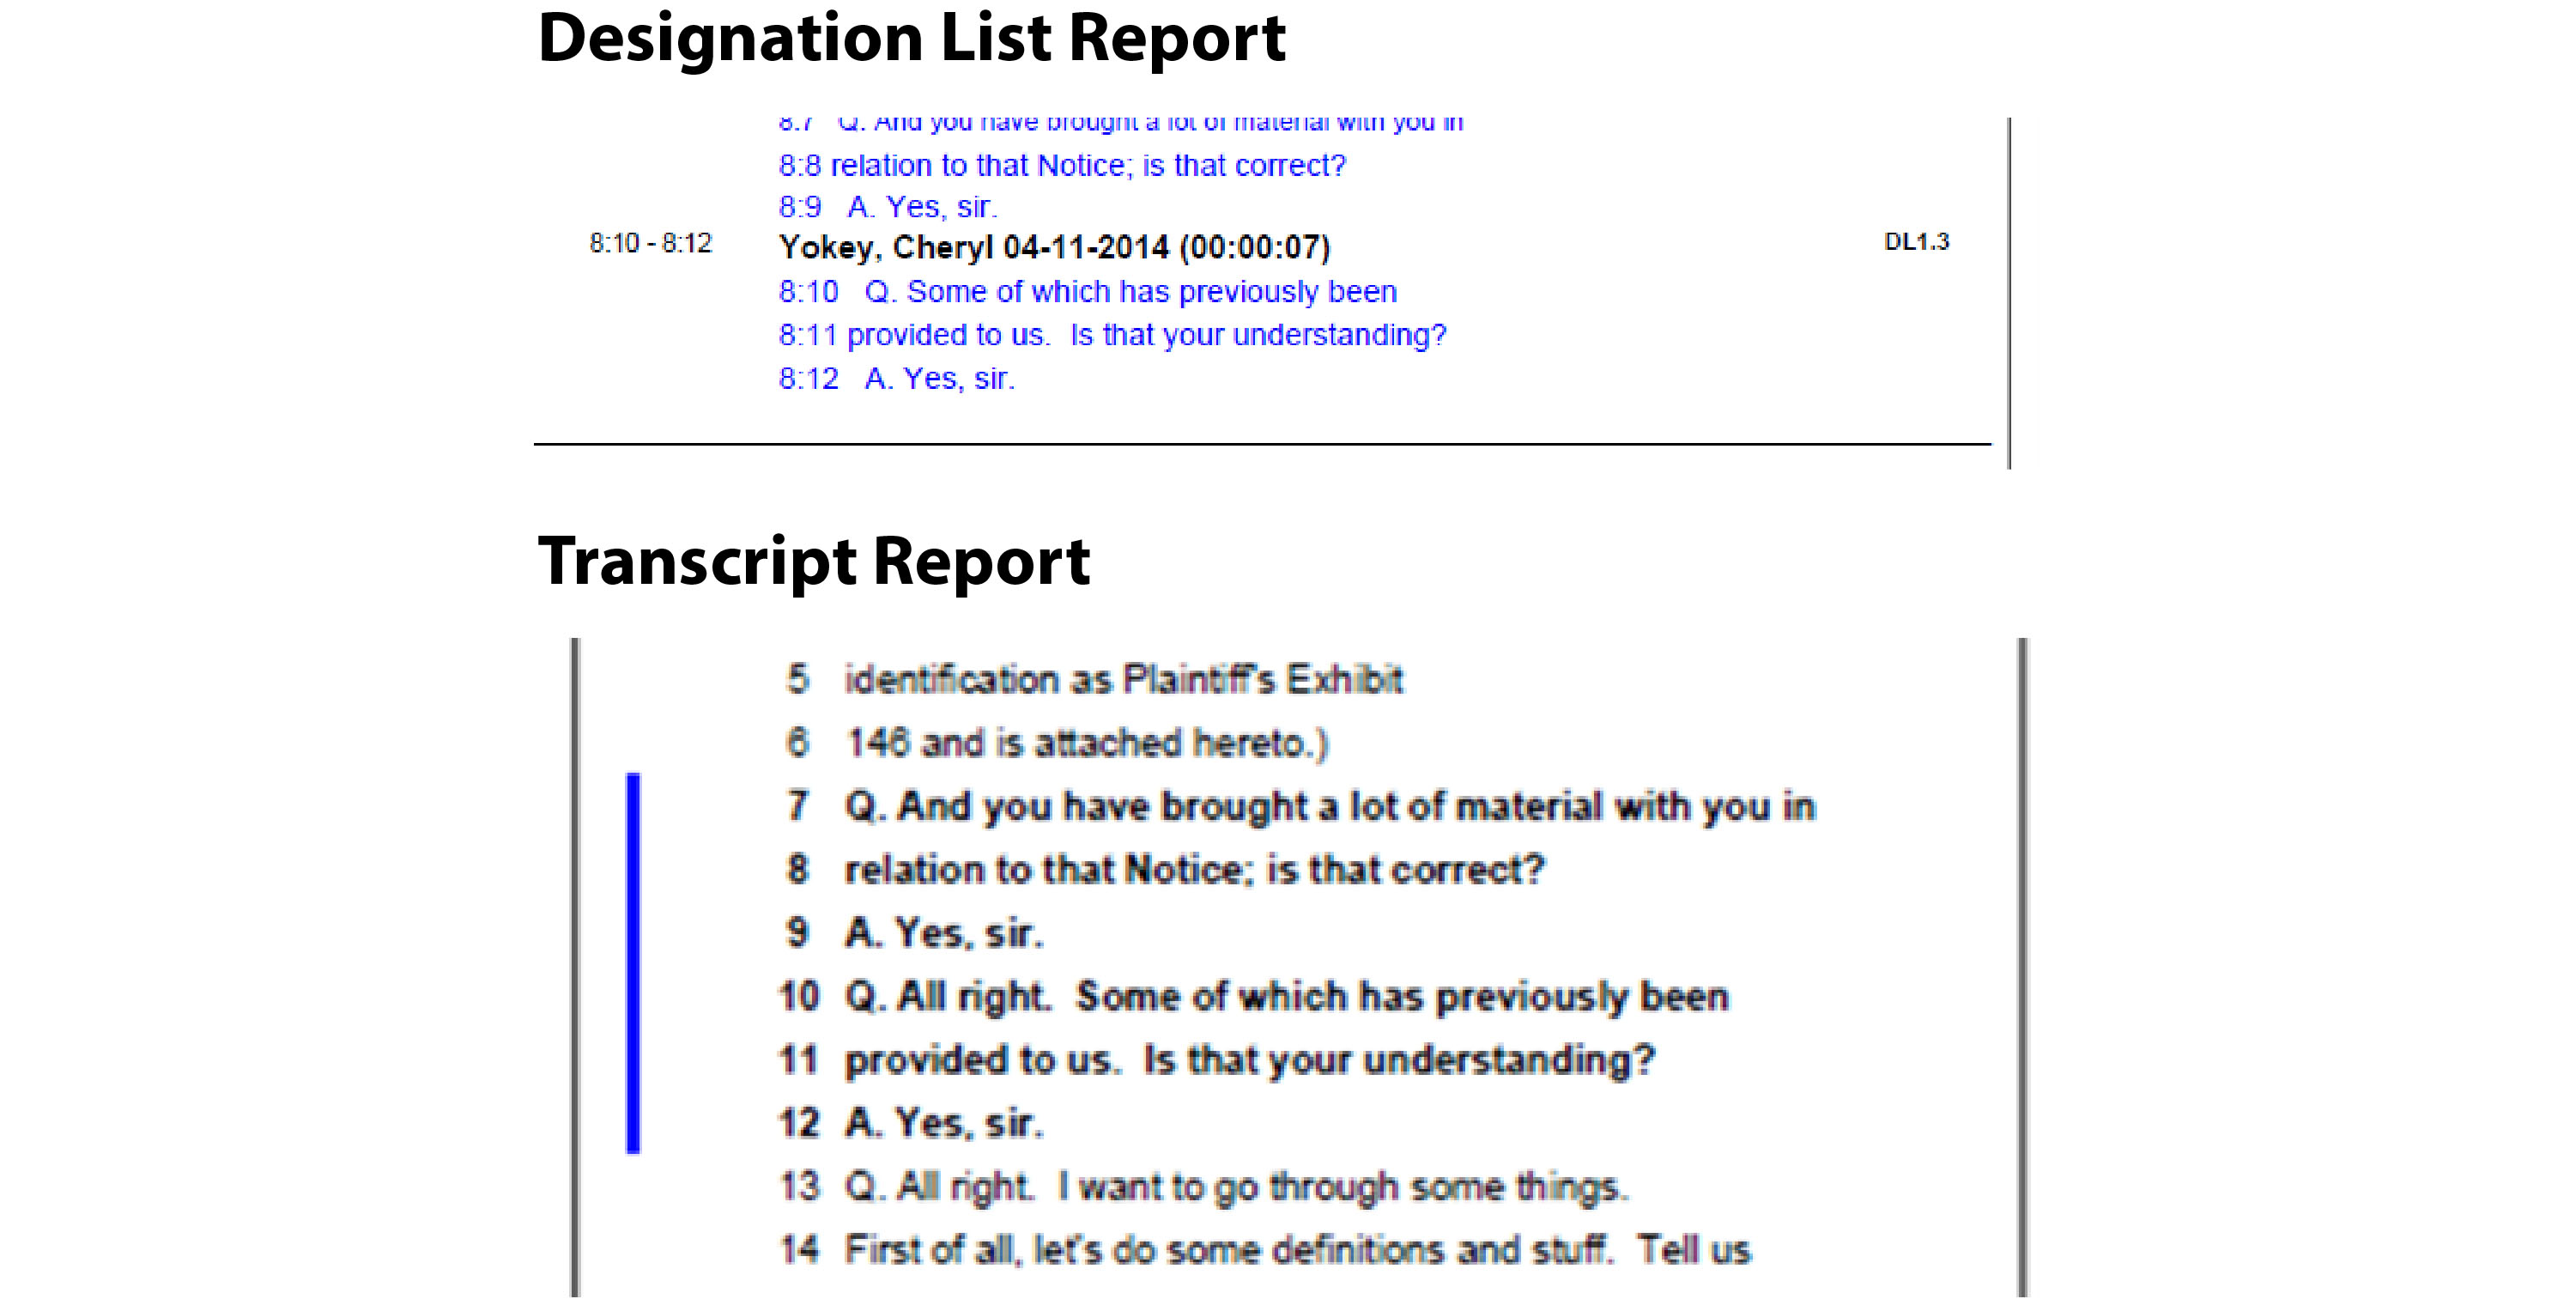 Designation List Report
8:7 Q. And you have brought a lot of material with you in
8:8 relation to that Notice; is that correct?
8:9 A. Yes, sir.
8:10 - 8:12 Yokey, Cheryl 04-11-2014 (00:00:07) DL1.3
8:10 Q. Some of which has previously been
8:11 provided to us. Is that your understanding?
8:12 A. Yes, sir.
Transcript Report
5 identification as Plaintiff's Exhibit
6 146 and is attached hereto.)
7 Q. And you have brought a lot of material with you in
8 relation to that Notice; is that correct?
9 A. Yes, sir.
10 Q. All right. Some of which has previously been
11 provided to us. Is that your understanding?
12 A. Yes, sir.
13 Q. All right. I want to go through some things.
14 First of all, let's do some definitions and stuff. Tell us